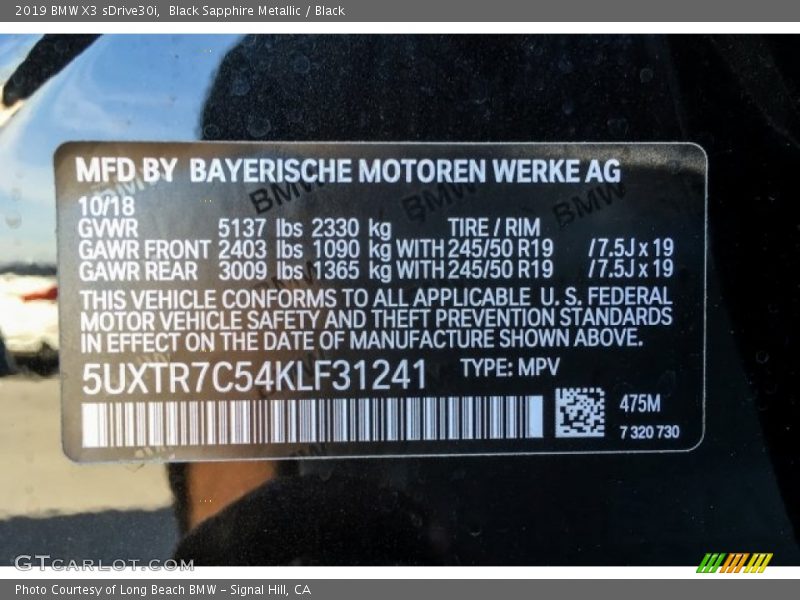 2019 BMW X3 sDrive30i,  Black Sapphire Metallic / Black
MFD BY BAYERISCHE MOTOREN WERKE AG
10/18
GVWR 5137 lbs 2330 kg TIRE / RIM
GAWR FRONT 2403 lbs 1090 kg WITH 245/50 R19 /7.5J x 19
GAWR REAR 3009 lbs 1365 kg WITH 245/50 R19 /7.5J x 19
THIS VEHICLE CONFORMS TO ALL APPLICABLE U. S. FEDERAL
MOTOR VEHICLE SAFETY AND THEFT PREVENTION STANDARDS
IN EFFECT ON THE DATE OF MANUFACTURE SHOWN ABOVE.
5UXTR7C54KLF31241 TYPE: MPV
475M
7 320 730
GTCARLOT.COM
Photo Courtesy of Long Beach BMW - Signal Hill, CA